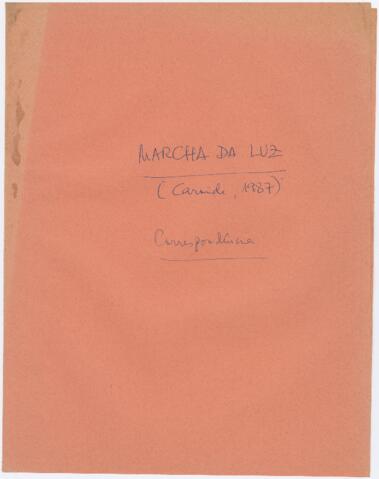 MARCHA DA LUZ
(Carnide, 1987)
Correspondência